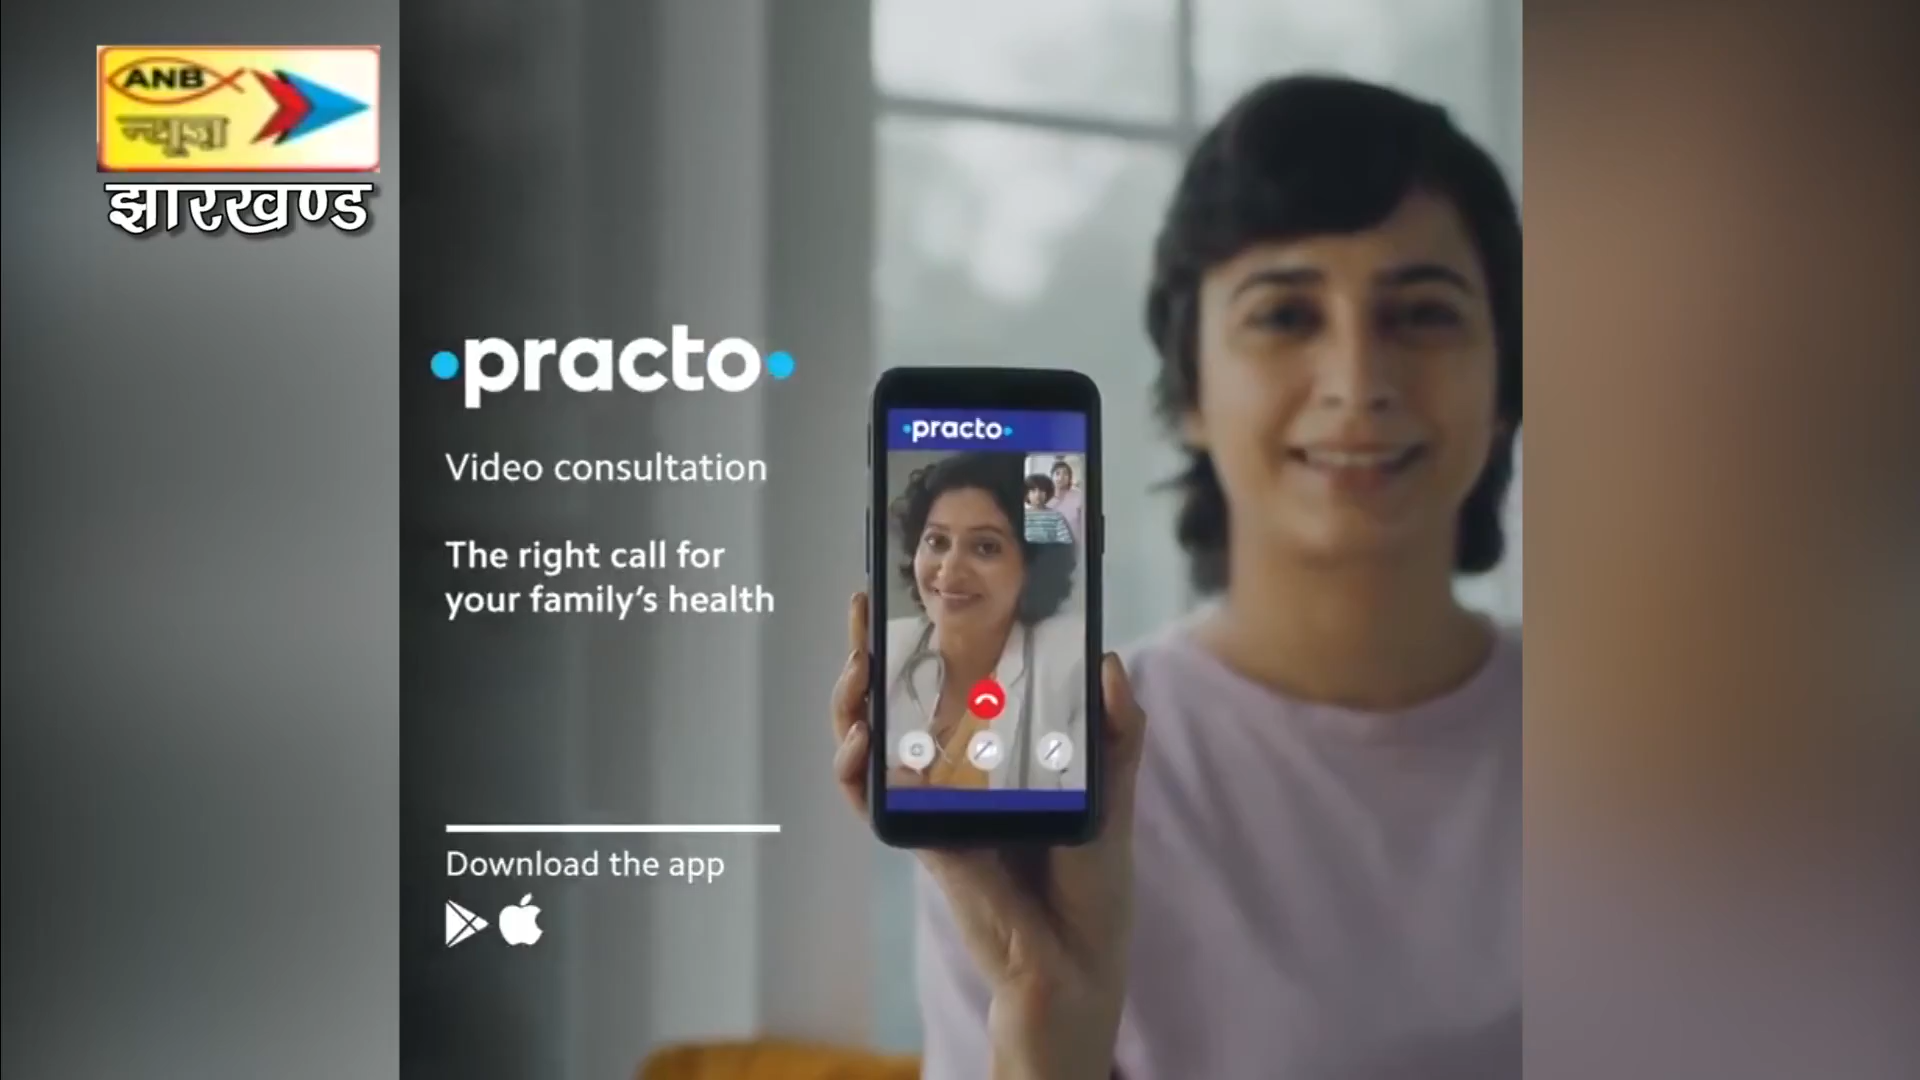 ANB
न्यूज़
झारखण्ड
practo
Video consultation
The right call for
your family's health
practo
Download the app